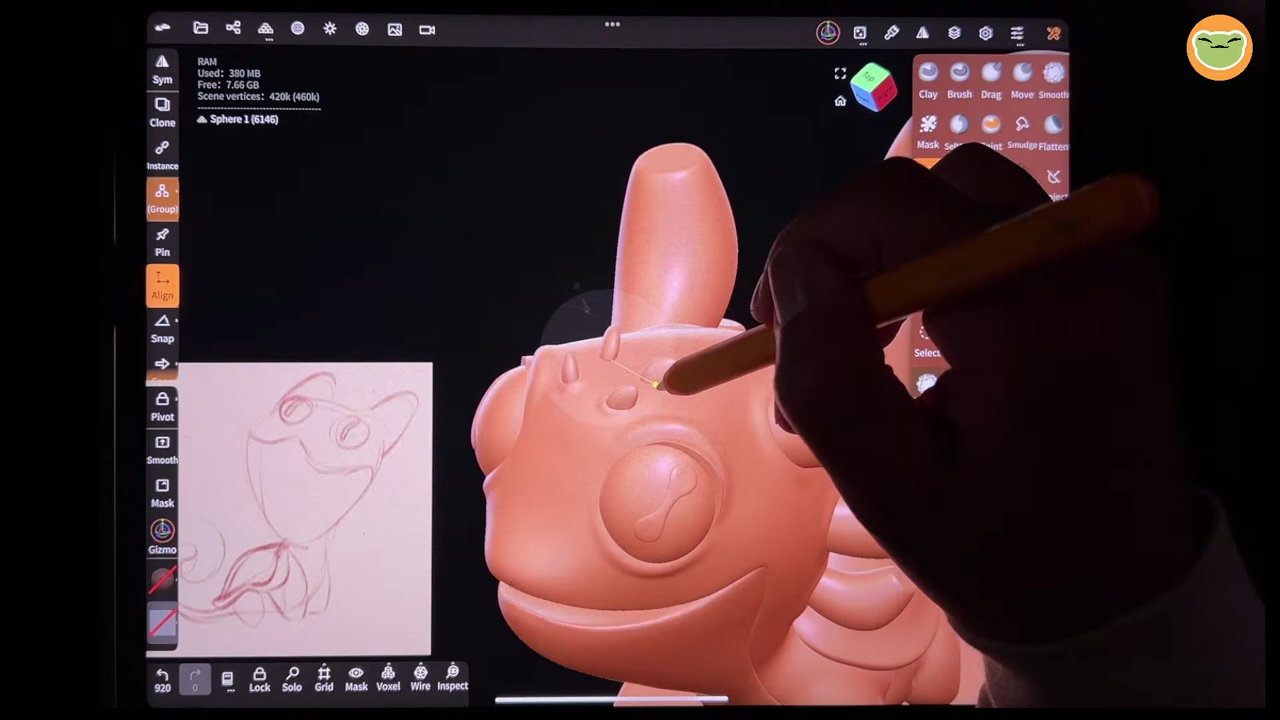 RAM
Used: 380 MB
Free: 7.66 GB
Scene vertices: 420k (460k)
Sphere 1 (6146)
Sym
Clone
Instance
(Group)
Pin
Align
Snap
Pivot
Smooth
Mask
Gizmo
Top
Right
Clay Brush Drag Move Smooth
Mask Smudge Flatten
Select
920 0 Lock Solo Grid Mask Voxel Wire Inspect